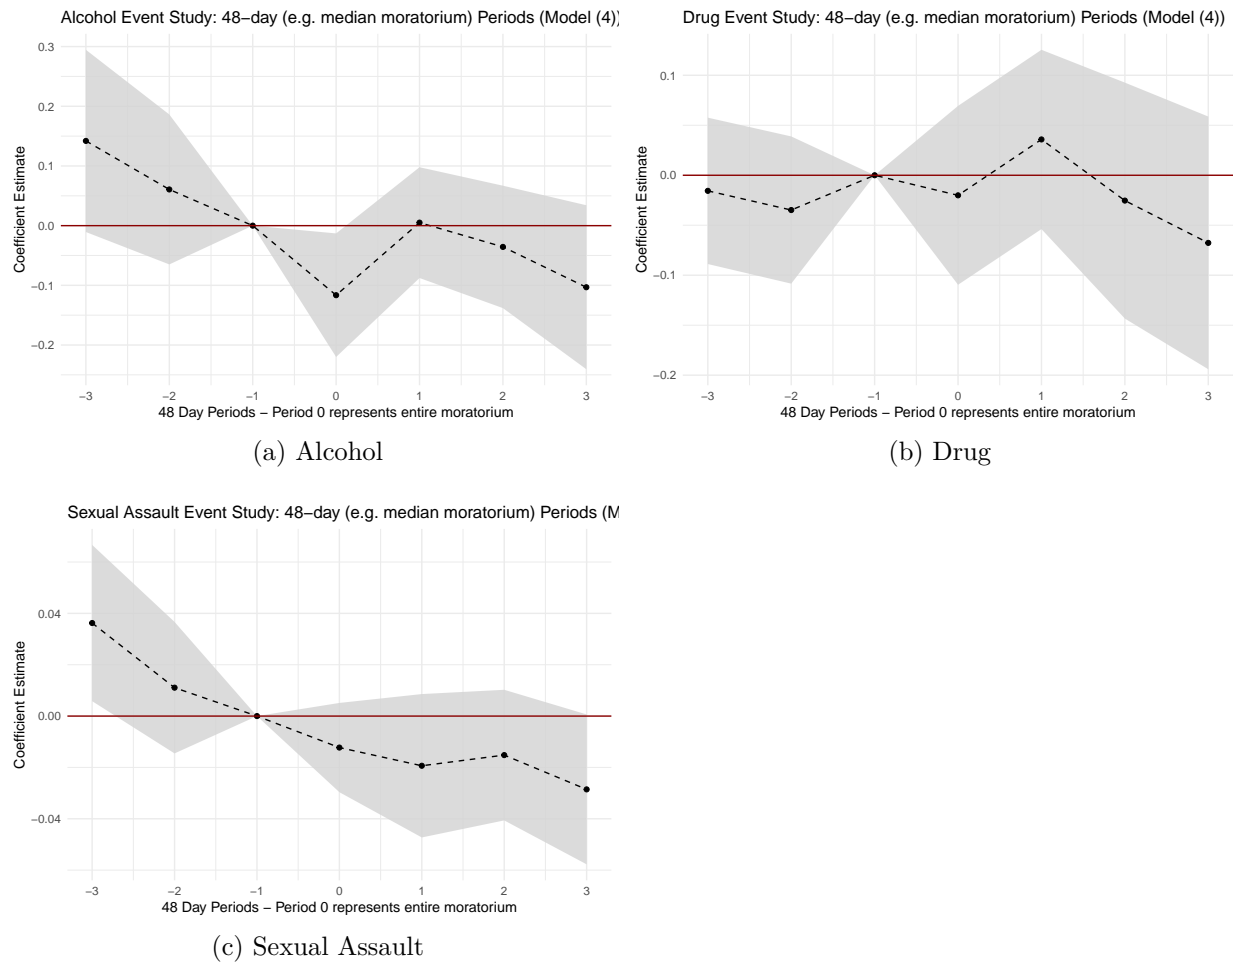 Alcohol Event Study: 48−day (e.g. median moratorium) Periods (Model (4))
0.3
0.2
0.1
0.0
−0.1
−0.2
Coefficient Estimate
−3 −2 −1 0 1 2 3
48 Day Periods − Period 0 represents entire moratorium
(a) Alcohol
Drug Event Study: 48−day (e.g. median moratorium) Periods (Model (4))
0.1
0.0
−0.1
−0.2
Coefficient Estimate
−3 −2 −1 0 1 2 3
48 Day Periods − Period 0 represents entire moratorium
(b) Drug
Sexual Assault Event Study: 48−day (e.g. median moratorium) Periods (M
0.04
0.00
−0.04
Coefficient Estimate
−3 −2 −1 0 1 2 3
48 Day Periods − Period 0 represents entire moratorium
(c) Sexual Assault